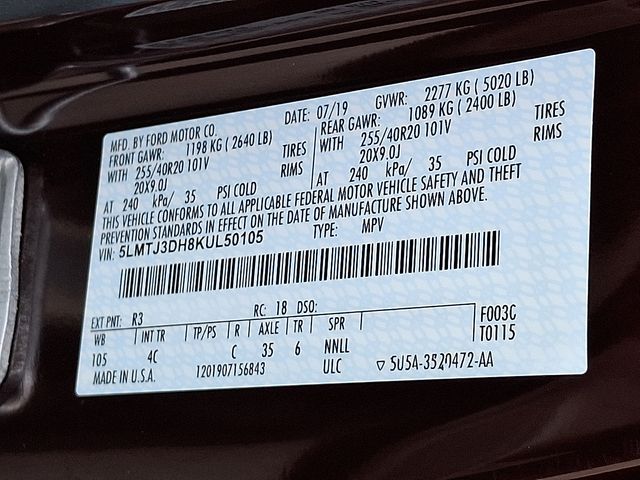 MFD. BY FORD MOTOR CO. DATE: 07/19 GVWR: 2277 KG ( 5020 LB)
FRONT GAWR: 1198 KG ( 2640 LB) REAR GAWR: 1089 KG ( 2400 LB)
WITH 255/40R20 101V TIRES WITH 255/40R20 101V TIRES
20X9.0J RIMS 20X9.0J RIMS
AT 240 kPa/ 35 PSI COLD AT 240 kPa/ 35 PSI COLD
THIS VEHICLE CONFORMS TO ALL APPLICABLE FEDERAL MOTOR VEHICLE SAFETY AND THEFT
PREVENTION STANDARDS IN EFFECT ON THE DATE OF MANUFACTURE SHOWN ABOVE.
VIN: 5LMTJ3DH8KUL50105 TYPE: MPV
EXT PNT: R3 RC: 18 DSO:
WB INT TR TP/PS R AXLE TR SPR
105 4C C 35 6 NNLL
MADE IN U.S.A. 1201907156843 ULC
T0115